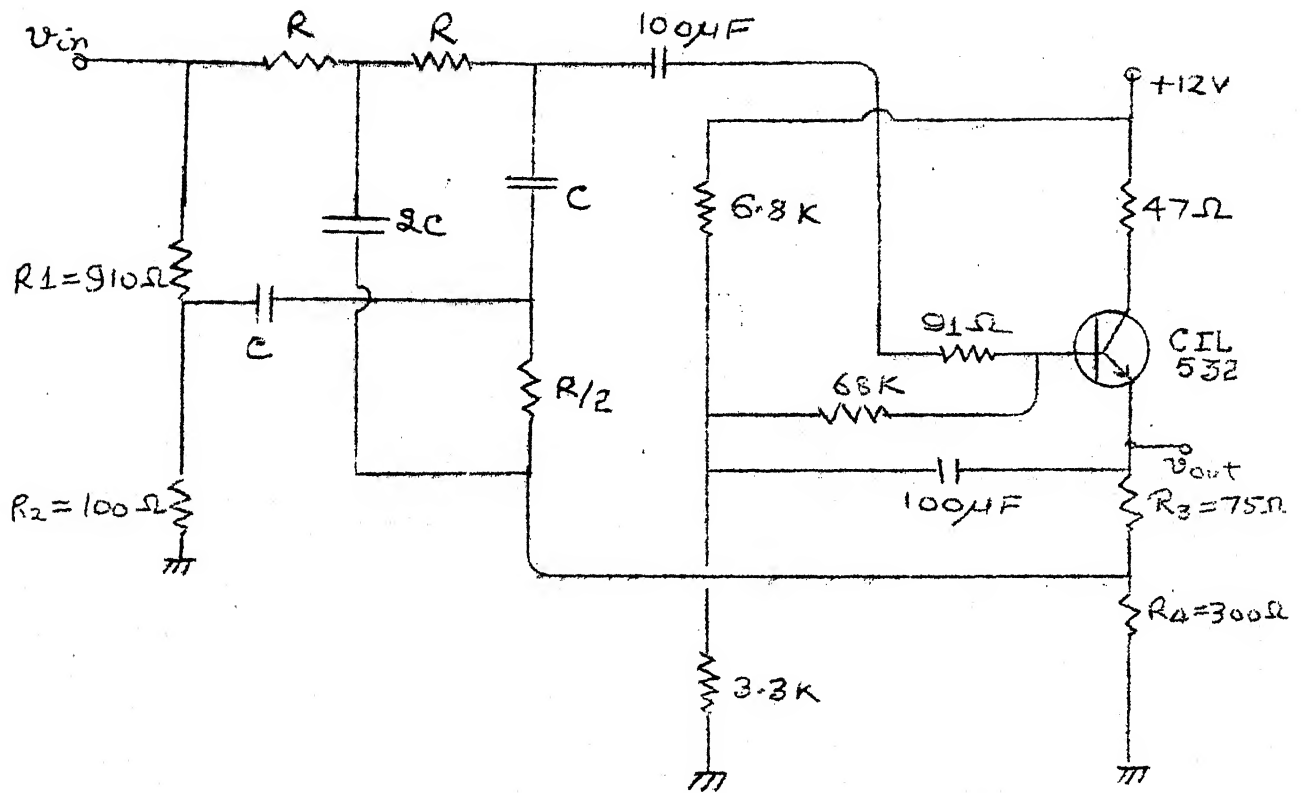 vin
R
R
100µF
+12V
C
6.8K
47Ω
2C
R1=910Ω
C
91Ω
CIL
532
68K
R/2
vout
R2=100Ω
100µF
R3=75Ω
R4=300Ω
3.3K